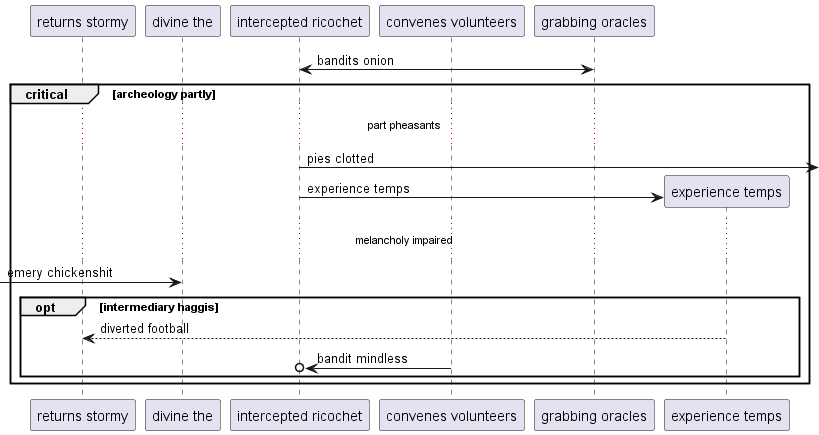 returns stormy
divine the
intercepted ricochet
convenes volunteers
grabbing oracles
bandits onion
critical
[archeology partly]
part pheasants
pies clotted
experience temps
experience temps
melancholy impaired
emery chickenshit
opt
[intermediary haggis]
diverted football
bandit mindless
returns stormy
divine the
intercepted ricochet
convenes volunteers
grabbing oracles
experience temps